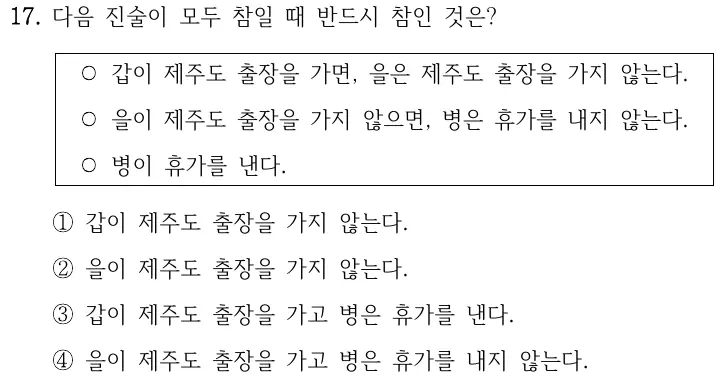 17. 다음 진술이 모두 참일 때 반드시 참인 것은?
○ 갑이 제주도 출장을 가면, 을은 제주도 출장을 가지 않는다.
○ 을이 제주도 출장을 가지 않으면, 병은 휴가를 내지 않는다.
○ 병이 휴가를 낸다.
① 갑이 제주도 출장을 가지 않는다.
② 을이 제주도 출장을 가지 않는다.
③ 갑이 제주도 출장을 가고 병은 휴가를 낸다.
④ 을이 제주도 출장을 가고 병은 휴가를 내지 않는다.